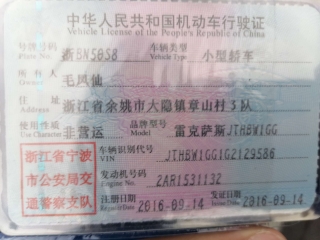 中华人民共和国机动车行驶证
Vehicle License of the People's Republic of China
号牌号码 浙BN5858 车辆类型 小型轿车
Plate No. Vehicle Type
所有人 毛凤仙
Owner
住址 浙江省余姚市大隐镇章山村3队
Address
使用性质 非营运 品牌型号 雷克萨斯JTHBW1GG
Use Character Model
浙江省宁波
市公安局交
通警察支队
车辆识别代号 JTHBW1GG1G2129586
VIN
发动机号码 2AR1531132
Engine No.
注册日期 2016-09-14 发证日期 2016-09-14
Register Date Issue Date